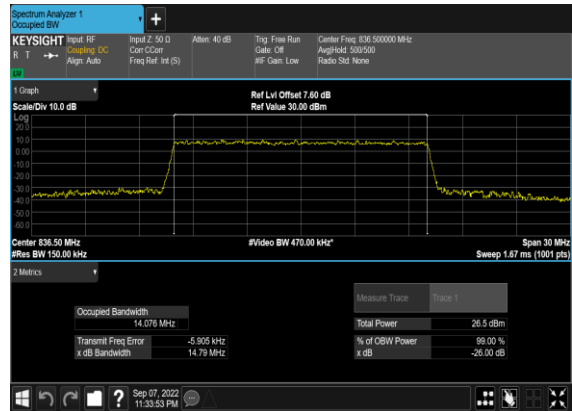 Spectrum Analyzer 1
Occupied BW
+
KEYSIGHT Input: RF Input Z: 50 Ω Atten: 40 dB Trig: Free Run Center Freq: 836.500000 MHz
R T Coupling: DC Corr CCorr Gate: Off Avg|Hold: 500/500
Align: Auto Freq Ref: Int (S) #IF Gain: Low Radio Std: None
LW
1 Graph
Ref Lvl Offset 7.60 dB
Scale/Div 10.0 dB Ref Value 30.00 dBm
Log
20.0
10.0
0.00
-10.0
-20.0
-30.0
-40.0
-50.0
-60.0
Center 836.50 MHz #Video BW 470.00 kHz* Span 30 MHz
#Res BW 150.00 kHz Sweep 1.67 ms (1001 pts)
2 Metrics
Measure Trace Trace 1
Occupied Bandwidth
14.076 MHz Total Power 26.5 dBm
Transmit Freq Error -5.905 kHz % of OBW Power 99.00 %
x dB Bandwidth 14.79 MHz x dB -26.00 dB
? Sep 07, 2022
11:33:53 PM